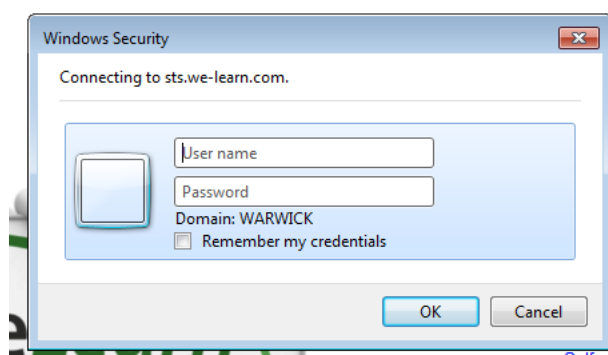 Windows Security
Connecting to sts.we-learn.com.
User name
Password
Domain: WARWICK
Remember my credentials
OK
Cancel